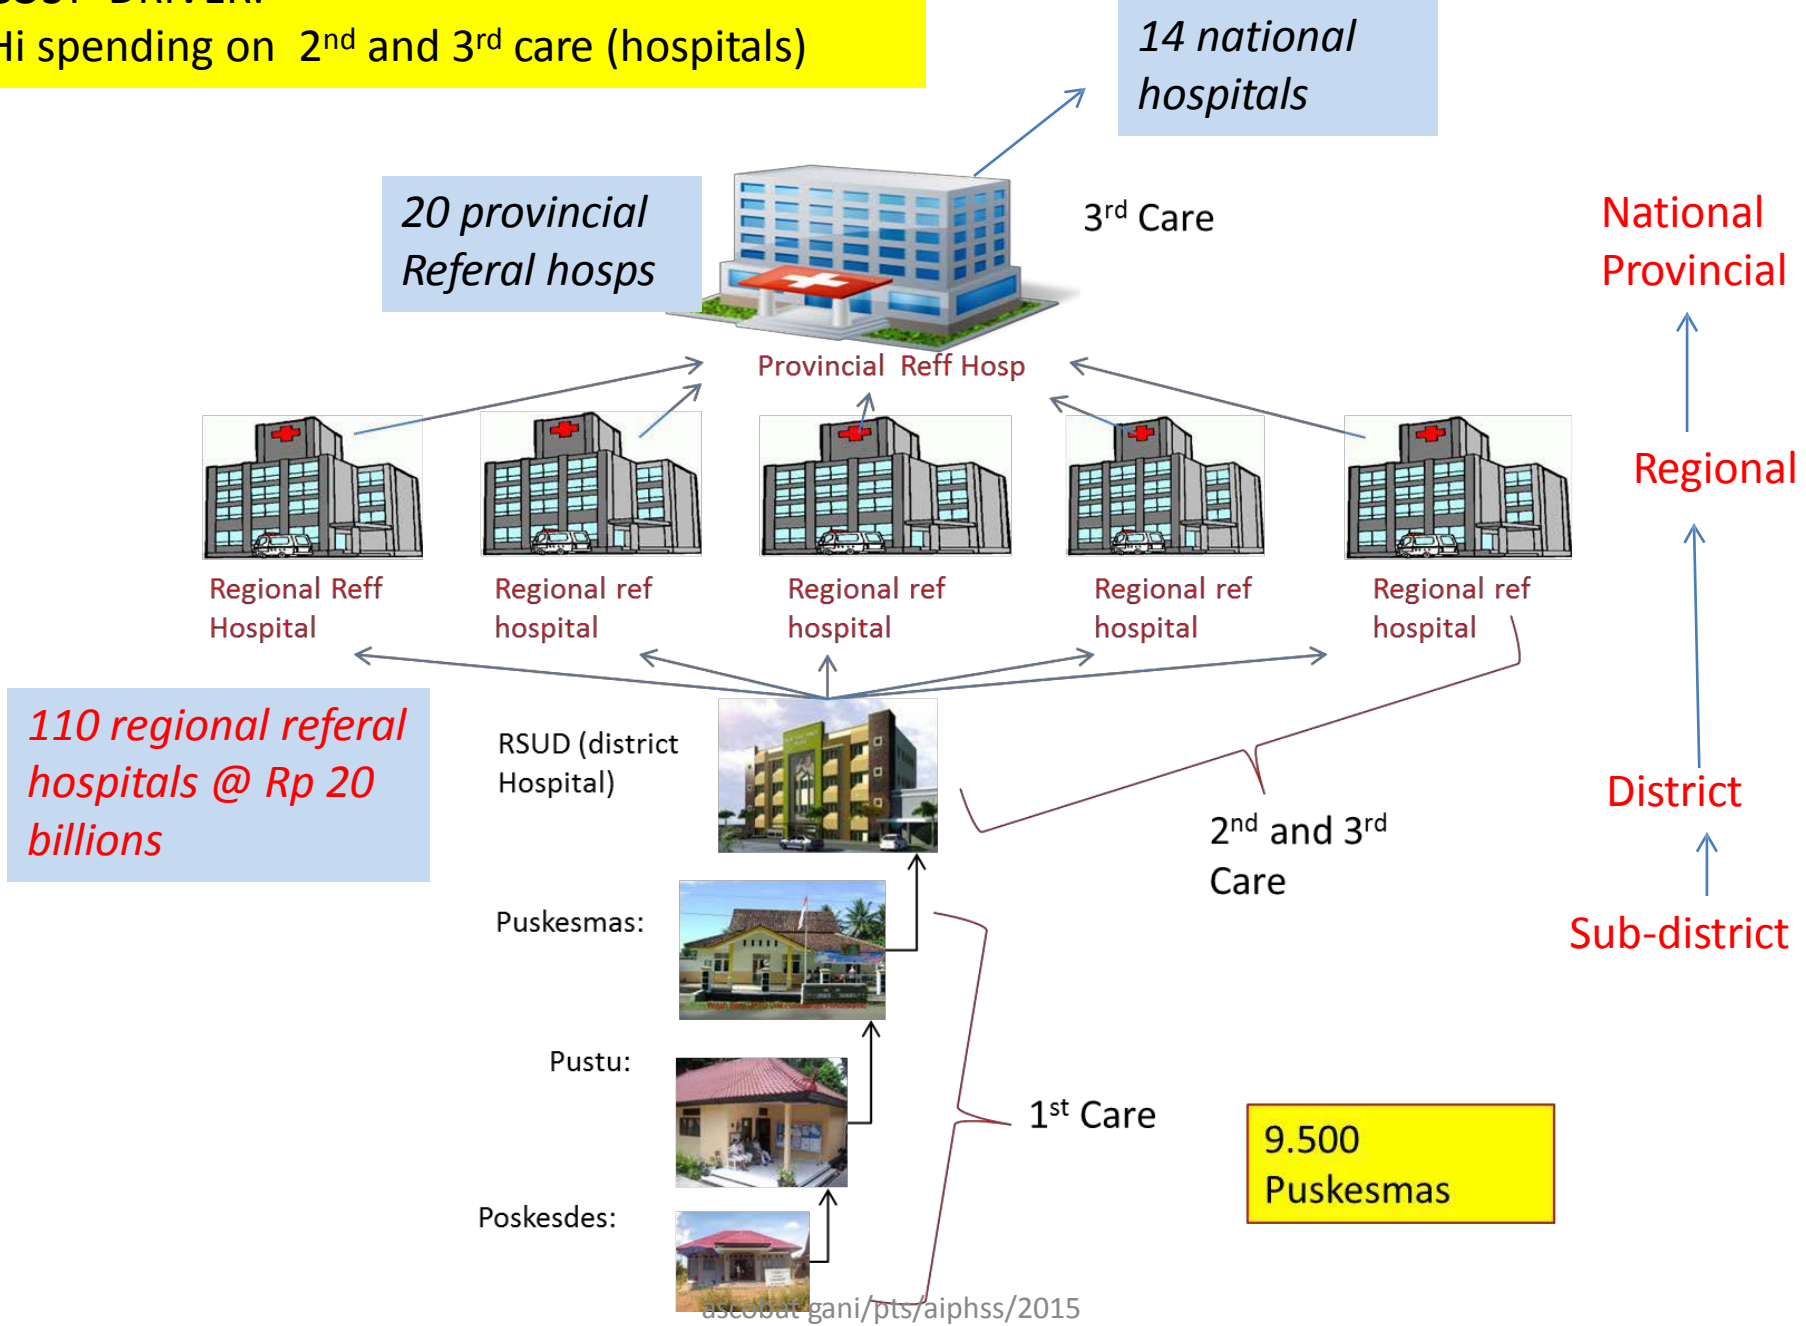 COST DRIVER:
Hi spending on 2nd and 3rd care (hospitals)
14 national
hospitals
20 provincial
Referal hosps
3rd Care
National
Provincial
Provincial Reff Hosp
Regional
Regional Reff
Hospital
Regional ref
hospital
Regional ref
hospital
Regional ref
hospital
Regional ref
hospital
110 regional referal
hospitals @ Rp 20
billions
RSUD (district
Hospital)
District
2nd and 3rd
Care
Puskesmas:
Sub-district
Pustu:
1st Care
9.500
Puskesmas
Poskesdes:
ascobat gani/pts/aiphss/2015